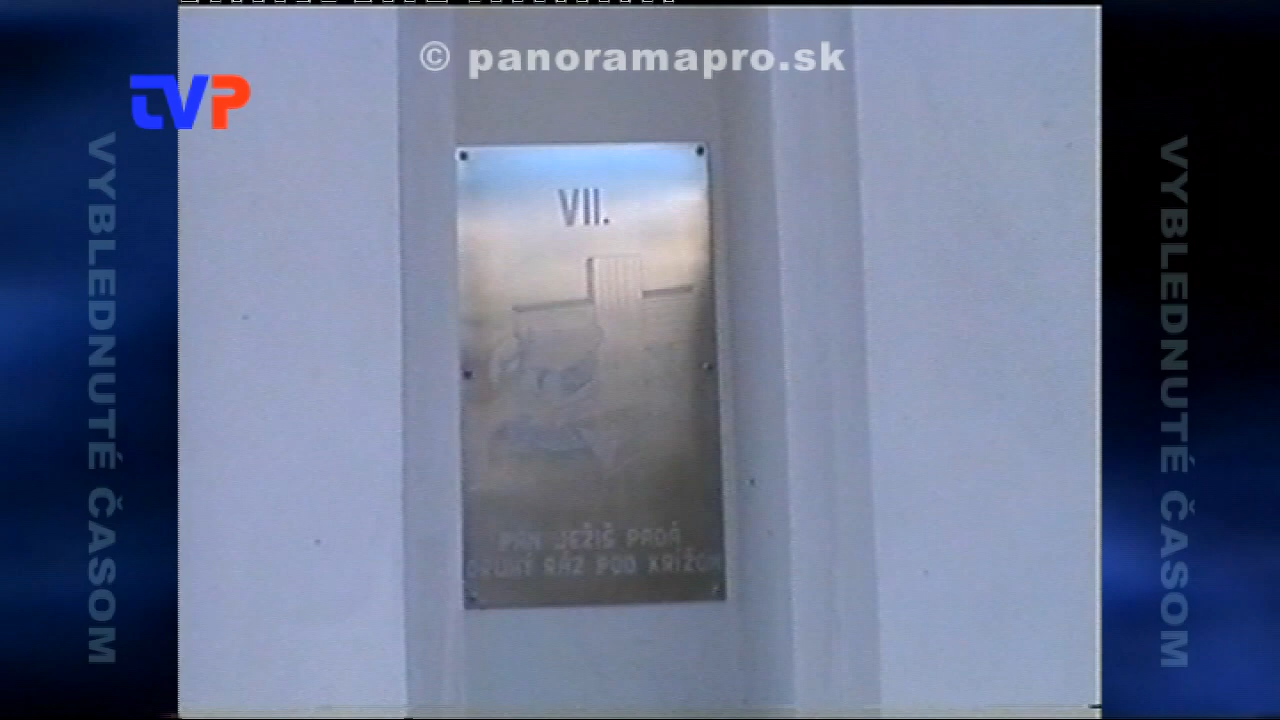 © panoramapro.sk
TVP
VYBLEDNUTÉ ČASOM
VII.
PÁN JEŽIŠ PADÁ
DRUHÝ RÁZ POD KRÍŽOM
VYBLEDNUTÉ ČASOM